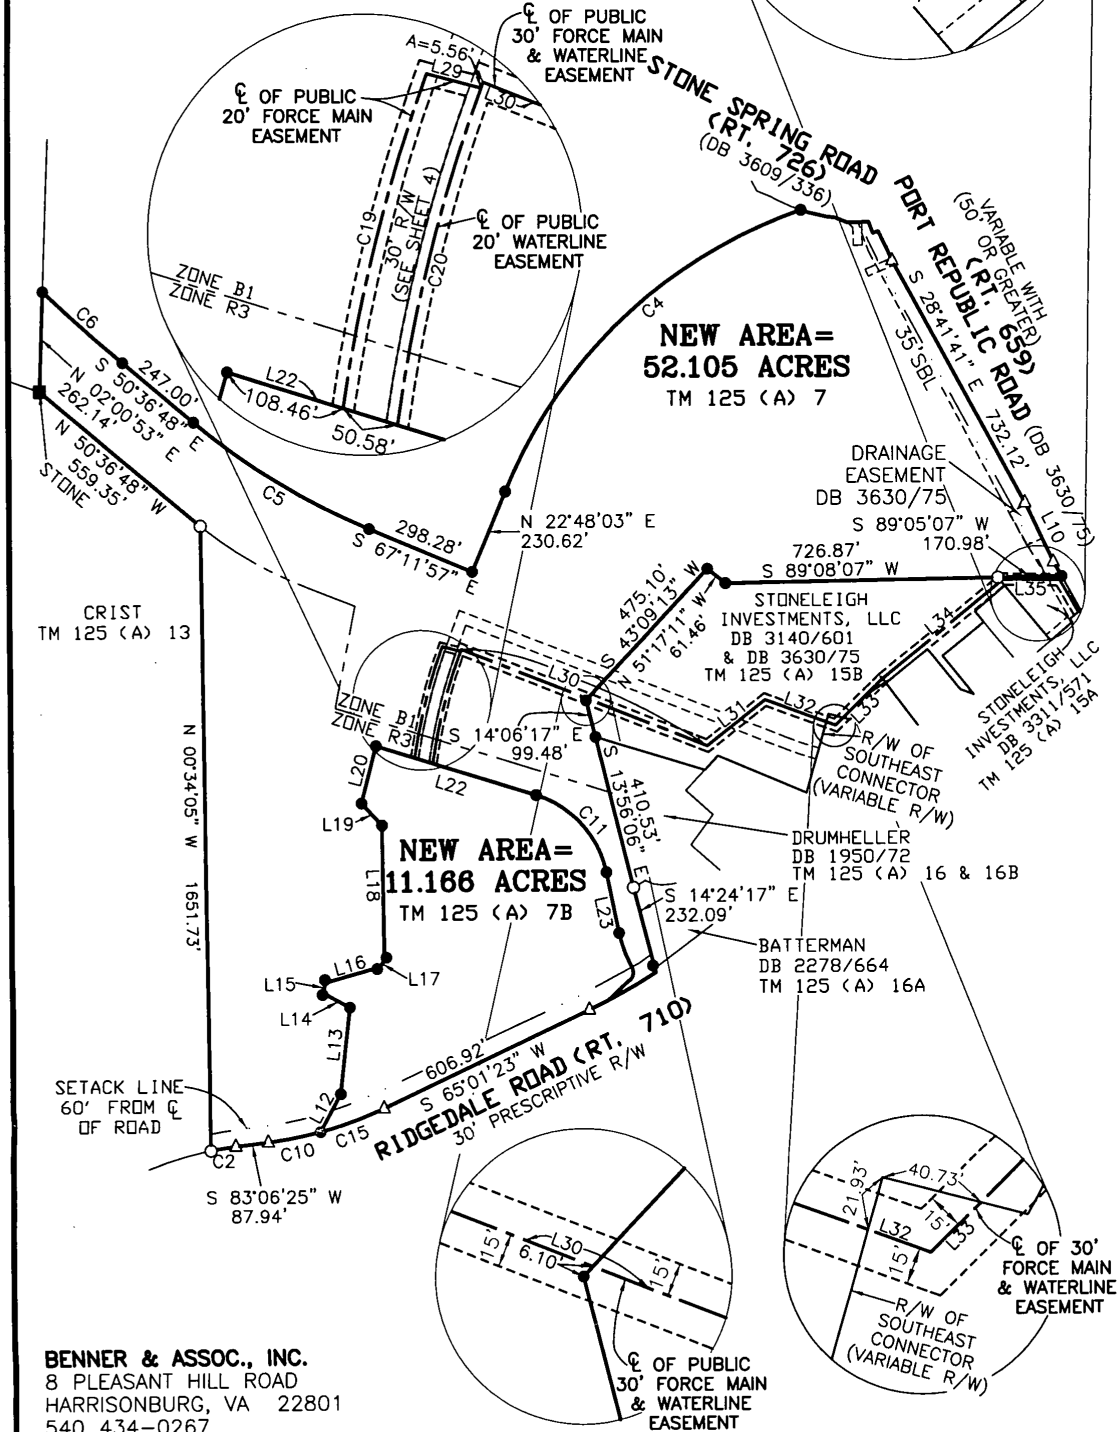 ℄ OF PUBLIC
30' FORCE MAIN
& WATERLINE
EASEMENT
A=5.56'
L29
L30
℄ OF PUBLIC
20' FORCE MAIN
EASEMENT
C19
30' R/W
(SEE SHEET 4)
C20
℄ OF PUBLIC
20' WATERLINE
EASEMENT
ZONE B1
ZONE R3
L22
108.46'
50.58'
STONE SPRING ROAD
(RT. 726)
(DB 3609/336)
PORT REPUBLIC ROAD (DB 3630/75)
(RT. 659)
VARIABLE WITH
(50' OR GREATER)
S 28°41'41" E 732.12'
35'SBL
C4
NEW AREA=
52.105 ACRES
TM 125 (A) 7
C6
247.00'
S 50°36'48" E
N 02°00'53" E
262.14'
N 50°36'48" W
559.35'
STONE
C5
298.28'
S 67°11'57" E
N 22°48'03" E
230.62'
DRAINAGE
EASEMENT
DB 3630/75
L10
S 89°05'07" W
170.98'
726.87'
S 89°08'07" W
L35
475.10'
S 43°09'13" W
N 51°17'11" W
61.46'
STONELEIGH
INVESTMENTS, LLC
DB 3140/601
& DB 3630/75
TM 125 (A) 15B
L34
STONELEIGH
INVESTMENTS, LLC
DB 3311/571
TM 125 (A) 15A
CRIST
TM 125 (A) 13
N 00°34'05" W 1651.73'
L30
L31
L32
L33
ZONE B1
ZONE R3
S 14°06'17" E
99.48'
R/W OF
SOUTHEAST
CONNECTOR
(VARIABLE R/W)
L20
L22
L19
C11
410.53'
S 13°56'06" E
DRUMHELLER
DB 1950/72
TM 125 (A) 16 & 16B
NEW AREA=
11.166 ACRES
TM 125 (A) 7B
L18
L23
S 14°24'17" E
232.09'
BATTERMAN
DB 2278/664
TM 125 (A) 16A
L16
L15
L17
L14
L13
606.92'
S 65°01'23" W
RIDGEDALE ROAD (RT. 710)
30' PRESCRIPTIVE R/W
SETACK LINE
60' FROM ℄
OF ROAD
L12
C15
C10
C2
S 83°06'25" W
87.94'
L30
6.10'
15'
15'
℄ OF PUBLIC
30' FORCE MAIN
& WATERLINE
EASEMENT
40.73'
21.93'
15'
L32
L33
15'
℄ OF 30'
FORCE MAIN
& WATERLINE
EASEMENT
R/W OF
SOUTHEAST
CONNECTOR
(VARIABLE R/W)
BENNER & ASSOC., INC.
8 PLEASANT HILL ROAD
HARRISONBURG, VA 22801
540 434-0267